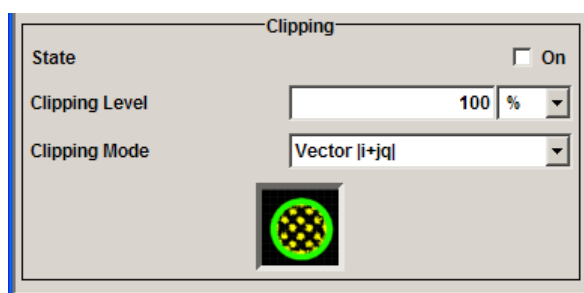 Clipping
State On
Clipping Level 100 %
Clipping Mode Vector |i+jq|